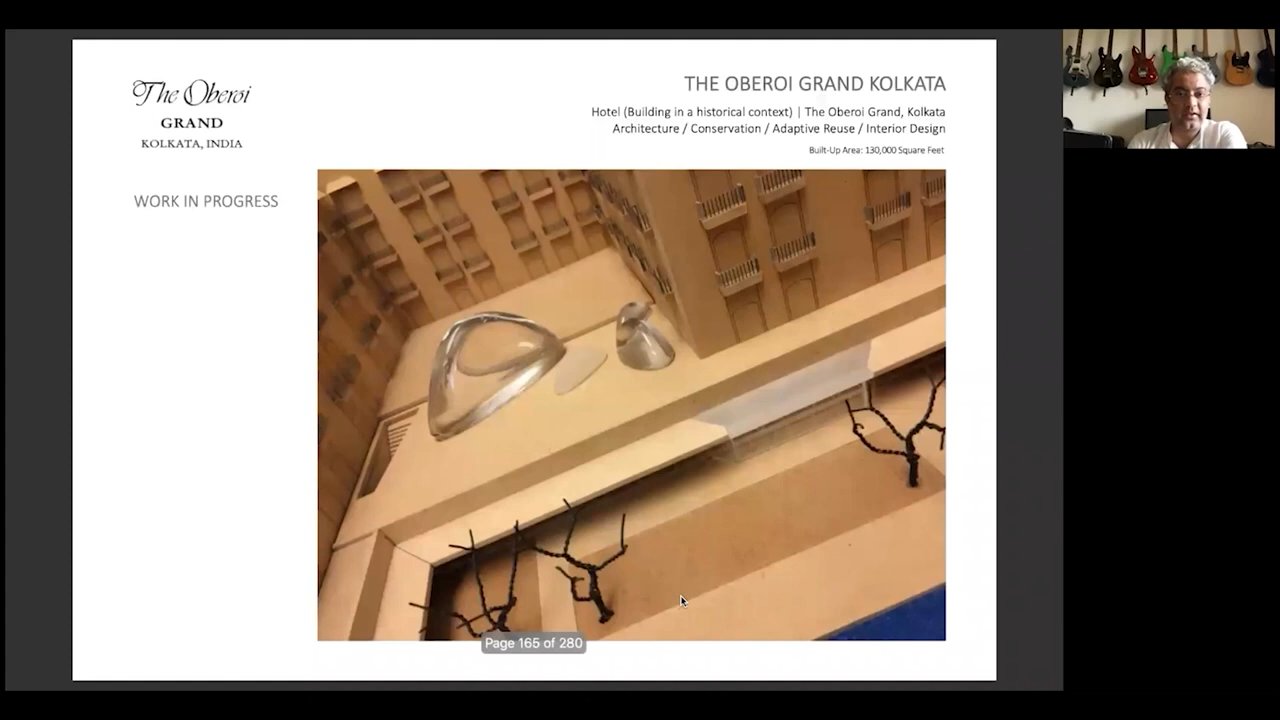 The Oberoi
GRAND
KOLKATA, INDIA
WORK IN PROGRESS
THE OBEROI GRAND KOLKATA
Hotel (Building in a historical context) | The Oberoi Grand, Kolkata
Architecture / Conservation / Adaptive Reuse / Interior Design
Built-Up Area: 130,000 Square Feet
Page 165 of 280